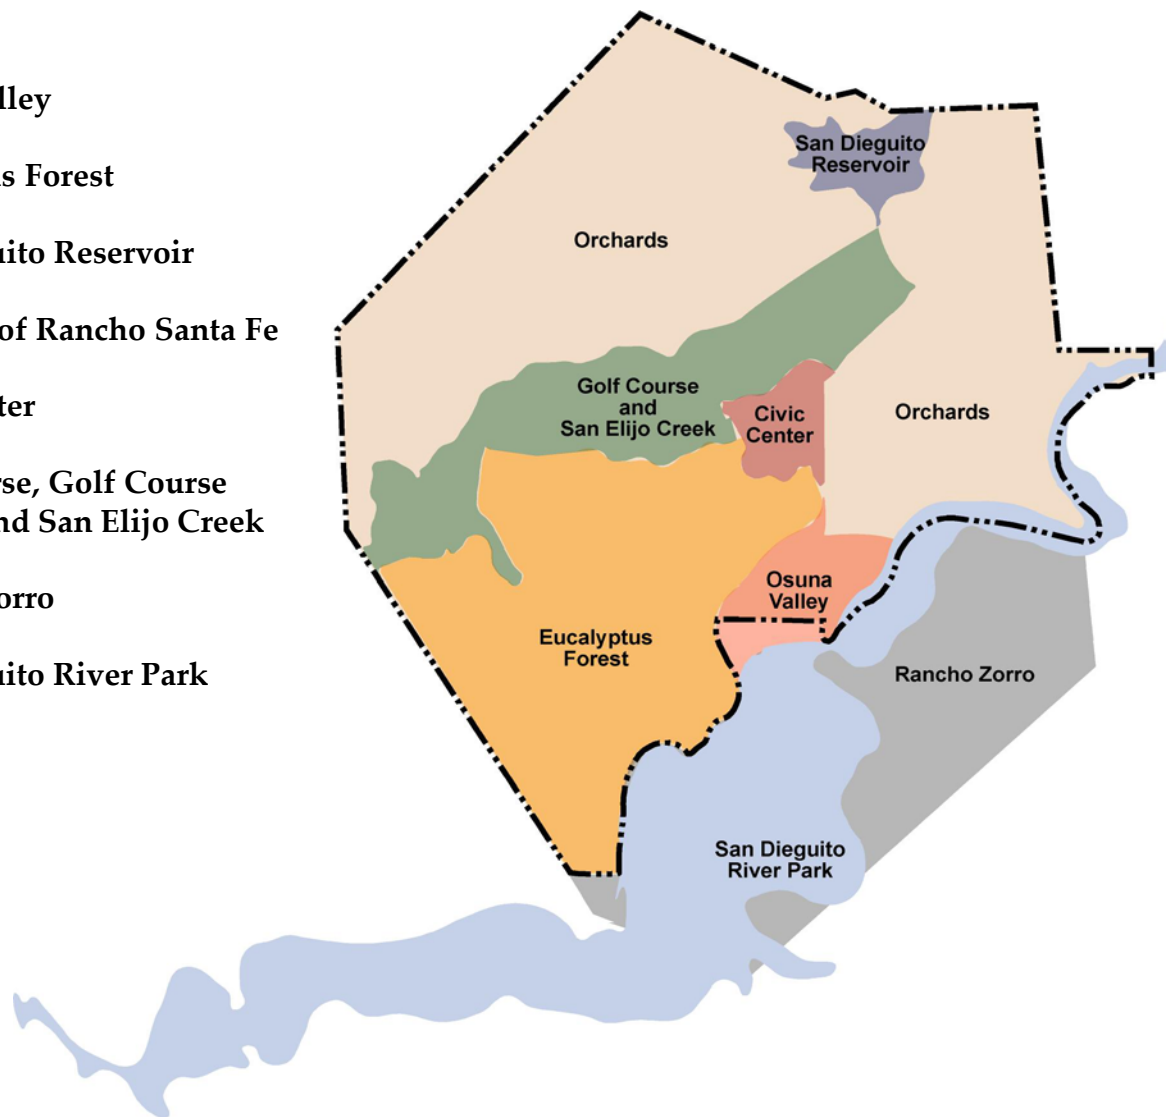 lley
s Forest
uito Reservoir
of Rancho Santa Fe
ter
rse, Golf Course
nd San Elijo Creek
orro
uito River Park
San Dieguito
Reservoir
Orchards
Golf Course
and
San Elijo Creek
Civic
Center
Orchards
Osuna
Valley
Eucalyptus
Forest
Rancho Zorro
San Dieguito
River Park